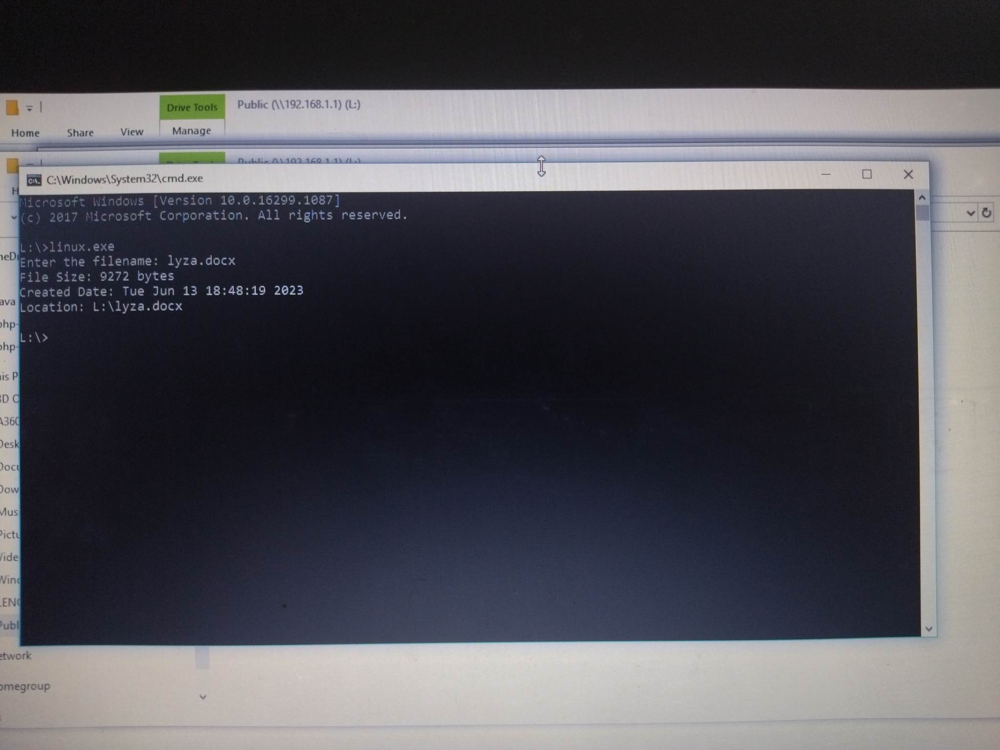 Drive Tools
Public (\\192.168.1.1) (L:)
Home
Share
View
Manage
C:\Windows\System32\cmd.exe
Microsoft Windows [Version 10.0.16299.1087]
(c) 2017 Microsoft Corporation. All rights reserved.
L:\>linux.exe
Enter the filename: lyza.docx
File Size: 9272 bytes
Created Date: Tue Jun 13 18:48:19 2023
Location: L:\lyza.docx
L:\>
ava
php-
php-
is P
3D O
A360
Desk
Docu
Dow
Mus
Pictu
Vide
Wind
LENO
Publ
etwork
omegroup